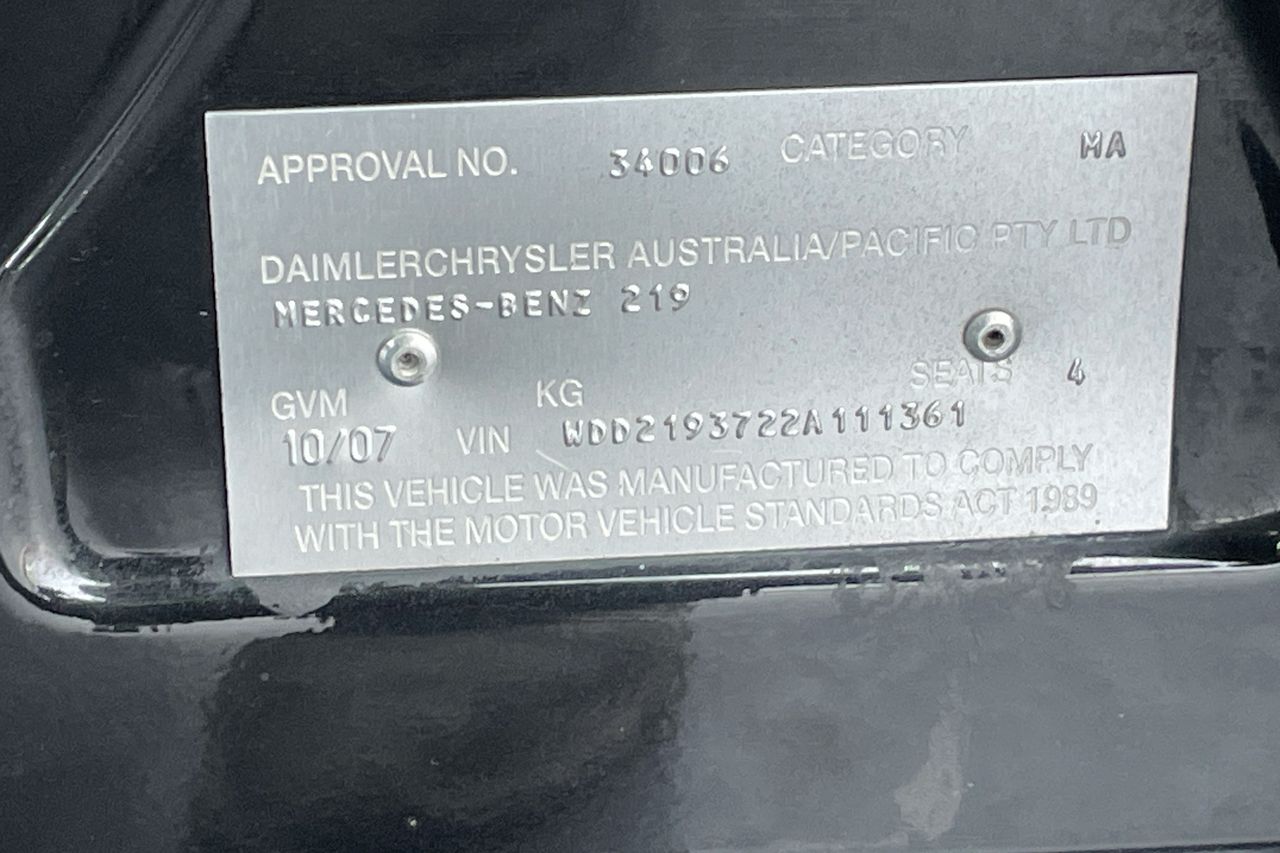 APPROVAL NO. 34006 CATEGORY MA
DAIMLERCHRYSLER AUSTRALIA/PACIFIC PTY LTD
MERCEDES-BENZ 219
SEATS 4
GVM KG
10/07 VIN WDD2193722A111361
THIS VEHICLE WAS MANUFACTURED TO COMPLY
WITH THE MOTOR VEHICLE STANDARDS ACT 1989